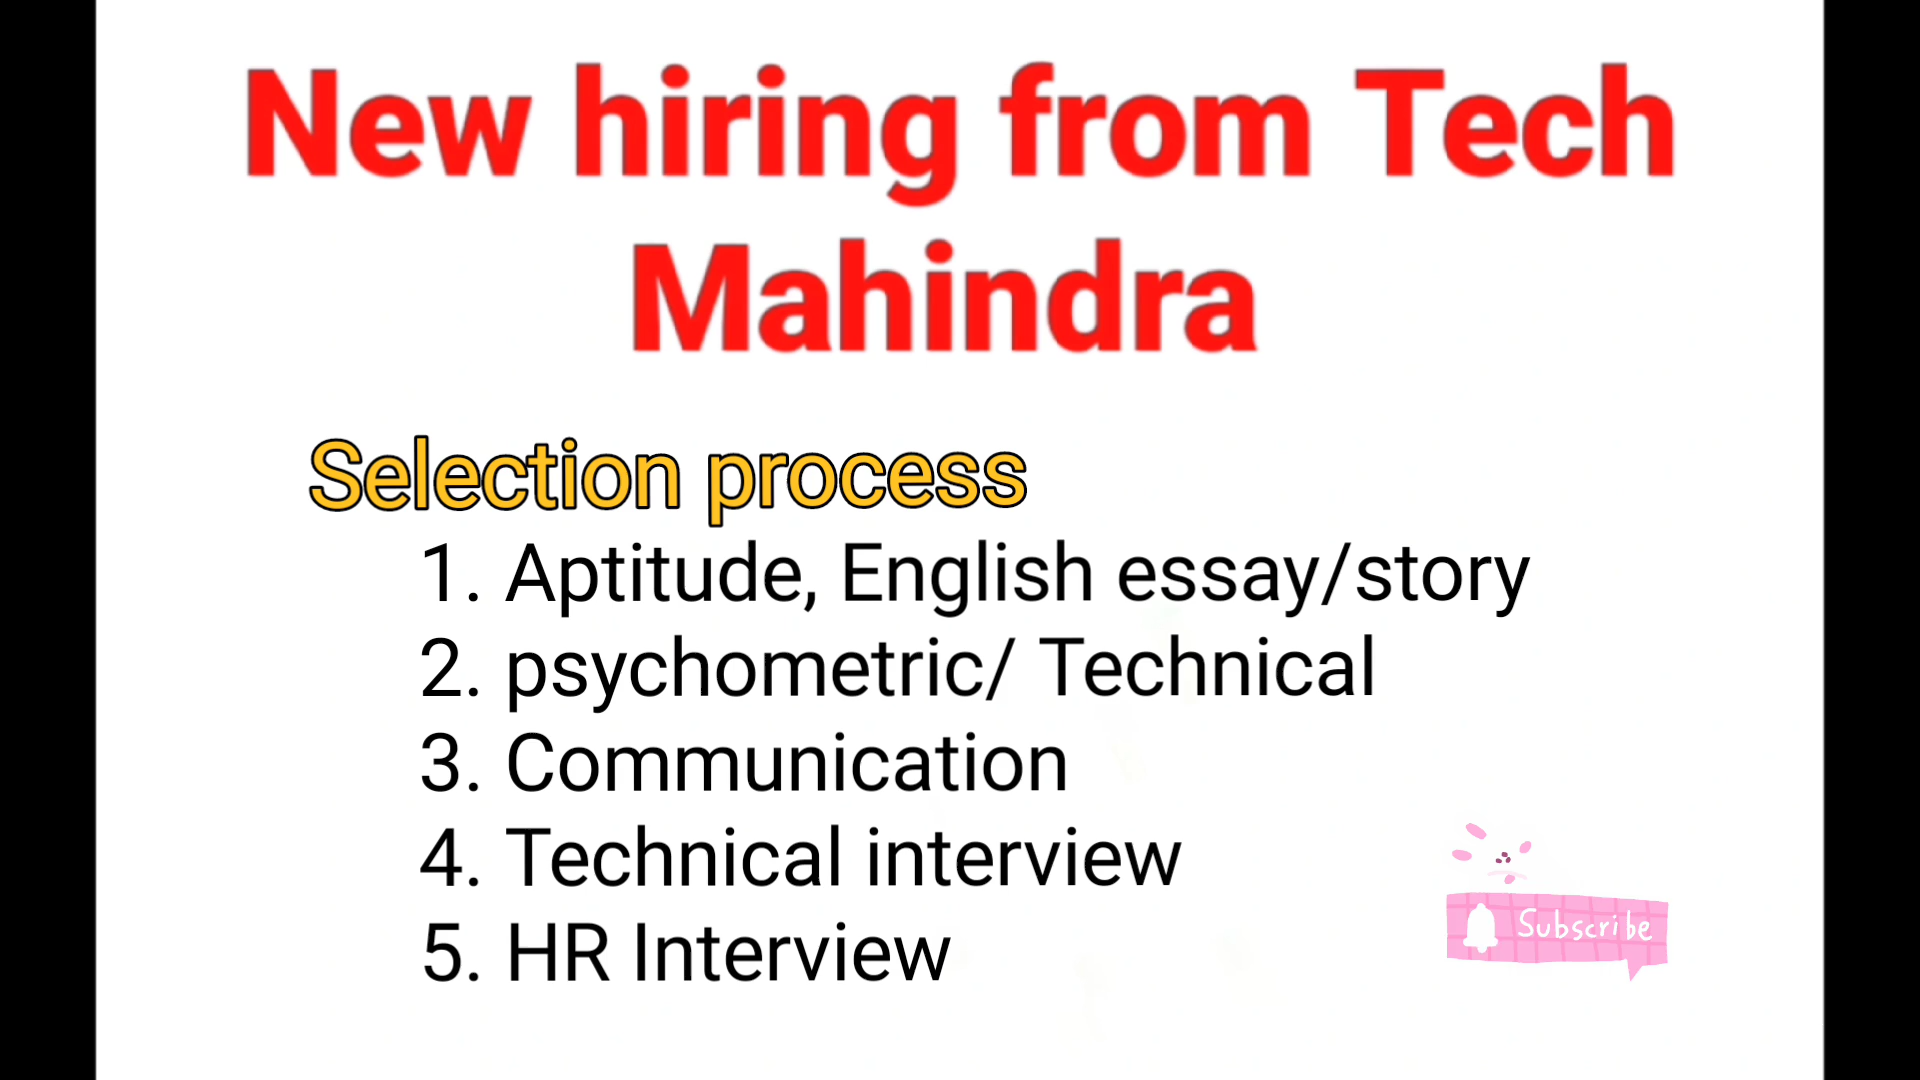 New hiring from Tech
Mahindra
Selection process
1. Aptitude, English essay/story
2. psychometric/ Technical
3. Communication
4. Technical interview
5. HR Interview
Subscribe